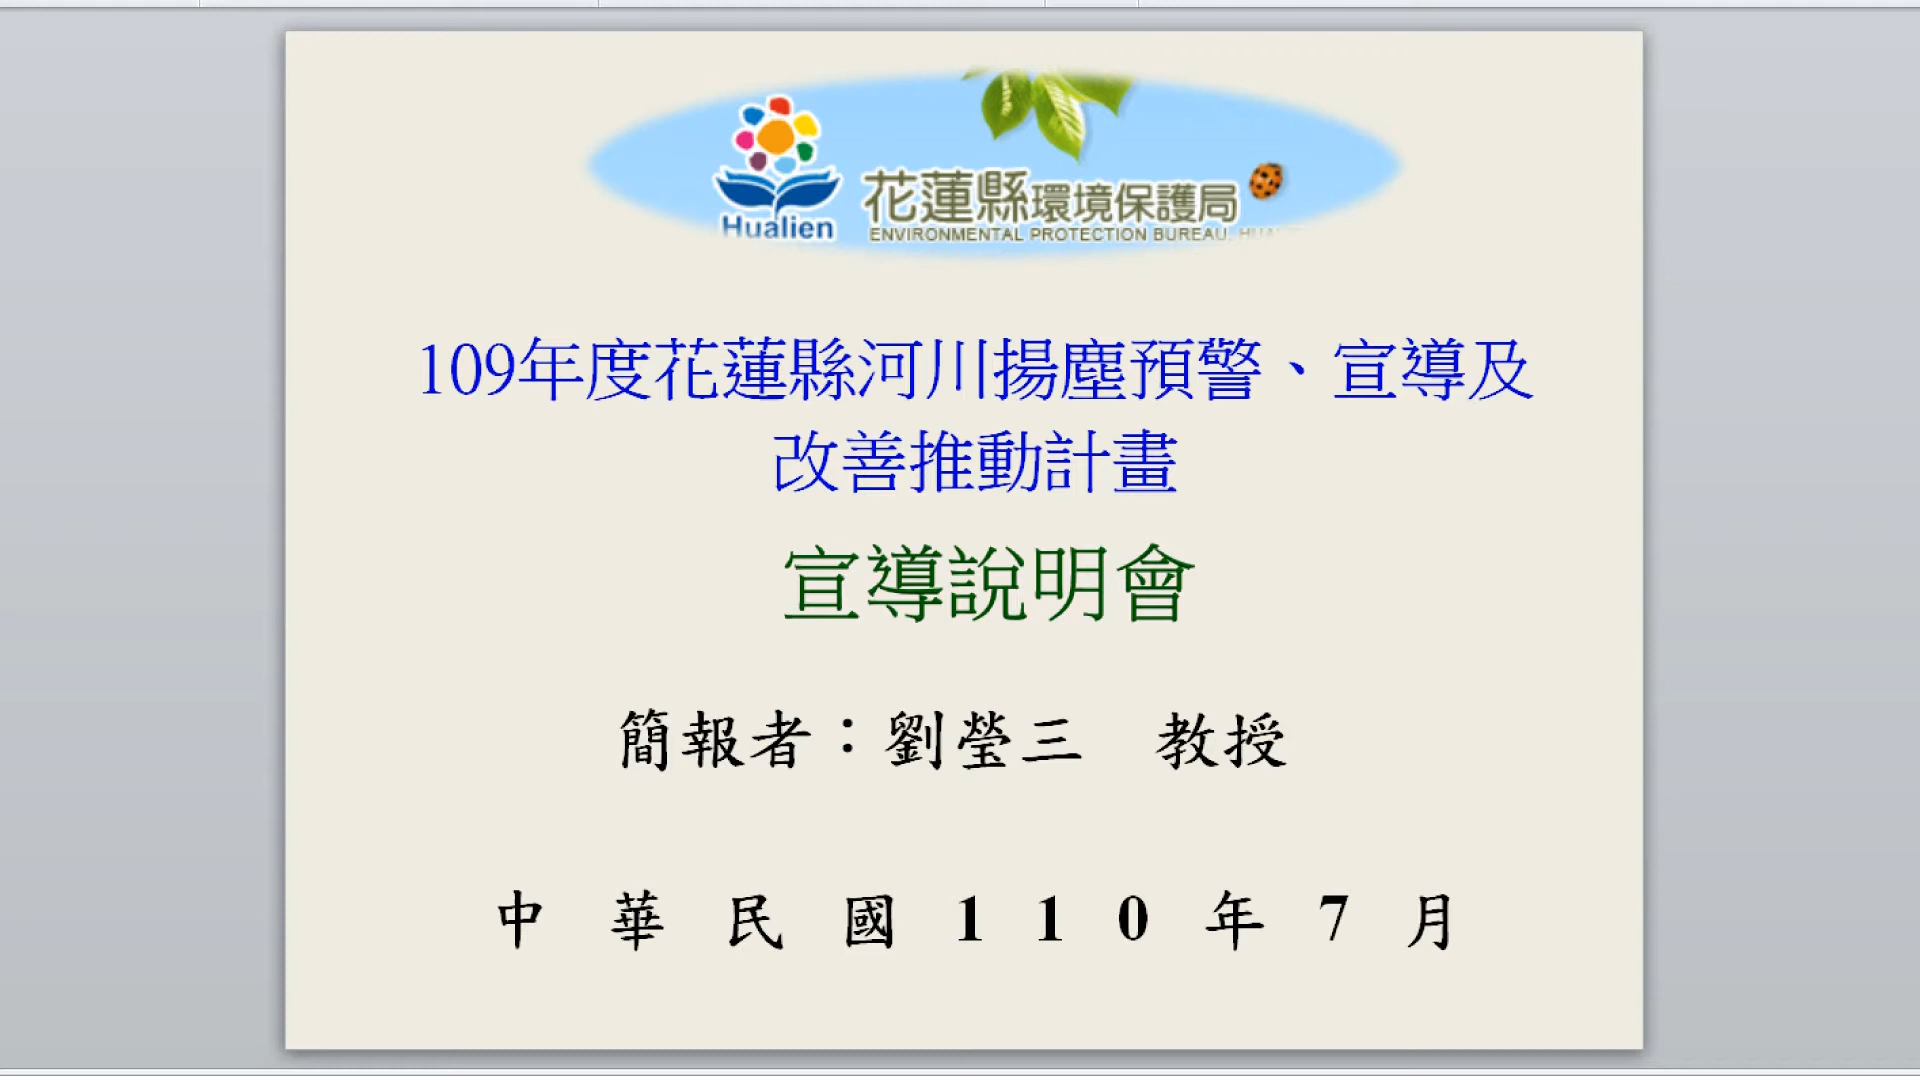 Hualien
花蓮縣環境保護局
ENVIRONMENTAL PROTECTION BUREAU,
109年度花蓮縣河川揚塵預警、宣導及
改善推動計畫
宣導說明會
簡報者：劉瑩三 教授
中 華 民 國 1 1 0 年 7 月